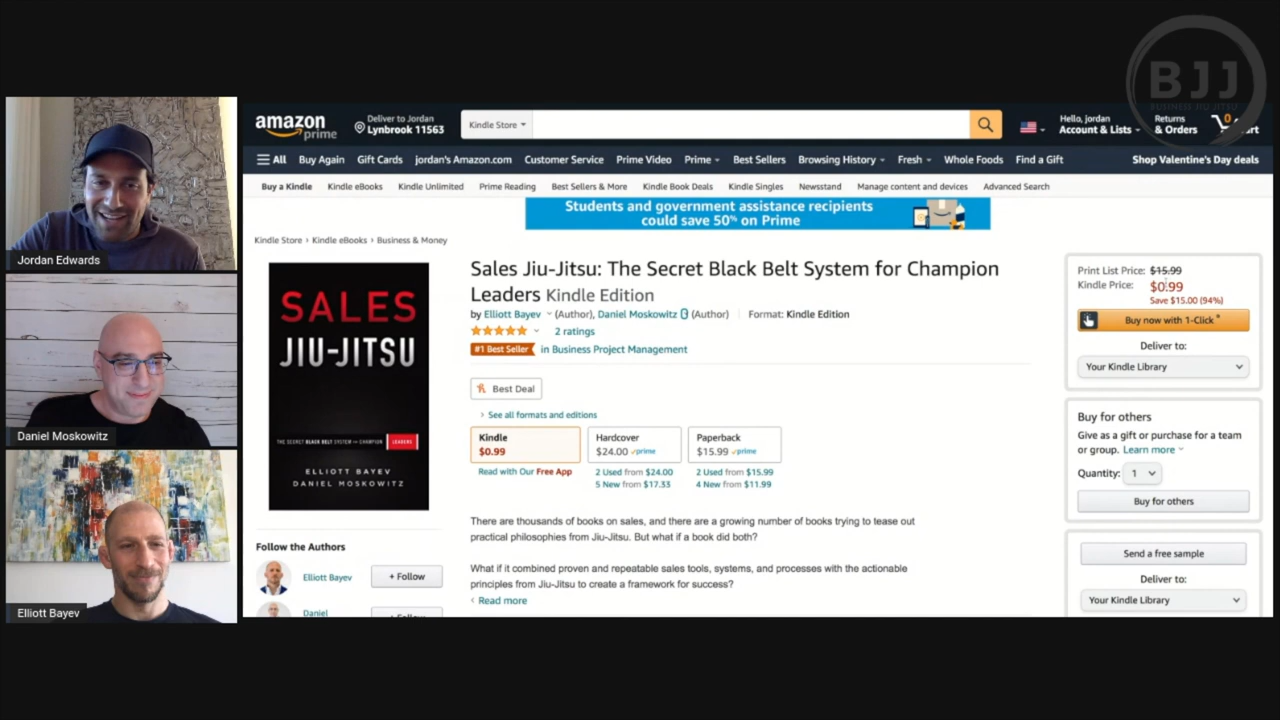 BJJ
BUSINESS JIU JITSU
Jordan Edwards
Daniel Moskowitz
Elliott Bayev
amazon
prime
Deliver to Jordan
Lynbrook 11563
Kindle Store
Hello, jordan
Account & Lists
Returns
& Orders
0
All
Buy Again
Gift Cards
jordan's Amazon.com
Customer Service
Prime Video
Prime
Best Sellers
Browsing History
Fresh
Whole Foods
Find a Gift
Shop Valentine's Day deals
Buy a Kindle
Kindle eBooks
Kindle Unlimited
Prime Reading
Best Sellers & More
Kindle Book Deals
Kindle Singles
Newsstand
Manage content and devices
Advanced Search
Students and government assistance recipients
could save 50% on Prime
Kindle Store › Kindle eBooks › Business & Money
SALES
JIU-JITSU
THE SECRET BLACK BELT SYSTEM FOR CHAMPION LEADERS
ELLIOTT BAYEV
DANIEL MOSKOWITZ
Follow the Authors
Elliott Bayev
+ Follow
Daniel
Sales Jiu-Jitsu: The Secret Black Belt System for Champion
Leaders Kindle Edition
by Elliott Bayev (Author), Daniel Moskowitz (Author) | Format: Kindle Edition
2 ratings
#1 Best Seller in Business Project Management
Best Deal
› See all formats and editions
Kindle
$0.99
Read with Our Free App
Hardcover
$24.00 prime
2 Used from $24.00
5 New from $17.33
Paperback
$15.99 prime
2 Used from $15.99
4 New from $11.99
There are thousands of books on sales, and there are a growing number of books trying to tease out
practical philosophies from Jiu-Jitsu. But what if a book did both?
What if it combined proven and repeatable sales tools, systems, and processes with the actionable
principles from Jiu-Jitsu to create a framework for success?
Read more
Print List Price: $15.99
Kindle Price: $0.99
Save $15.00 (94%)
Buy now with 1-Click ®
Deliver to:
Your Kindle Library
Buy for others
Give as a gift or purchase for a team
or group. Learn more
Quantity: 1
Buy for others
Send a free sample
Deliver to:
Your Kindle Library